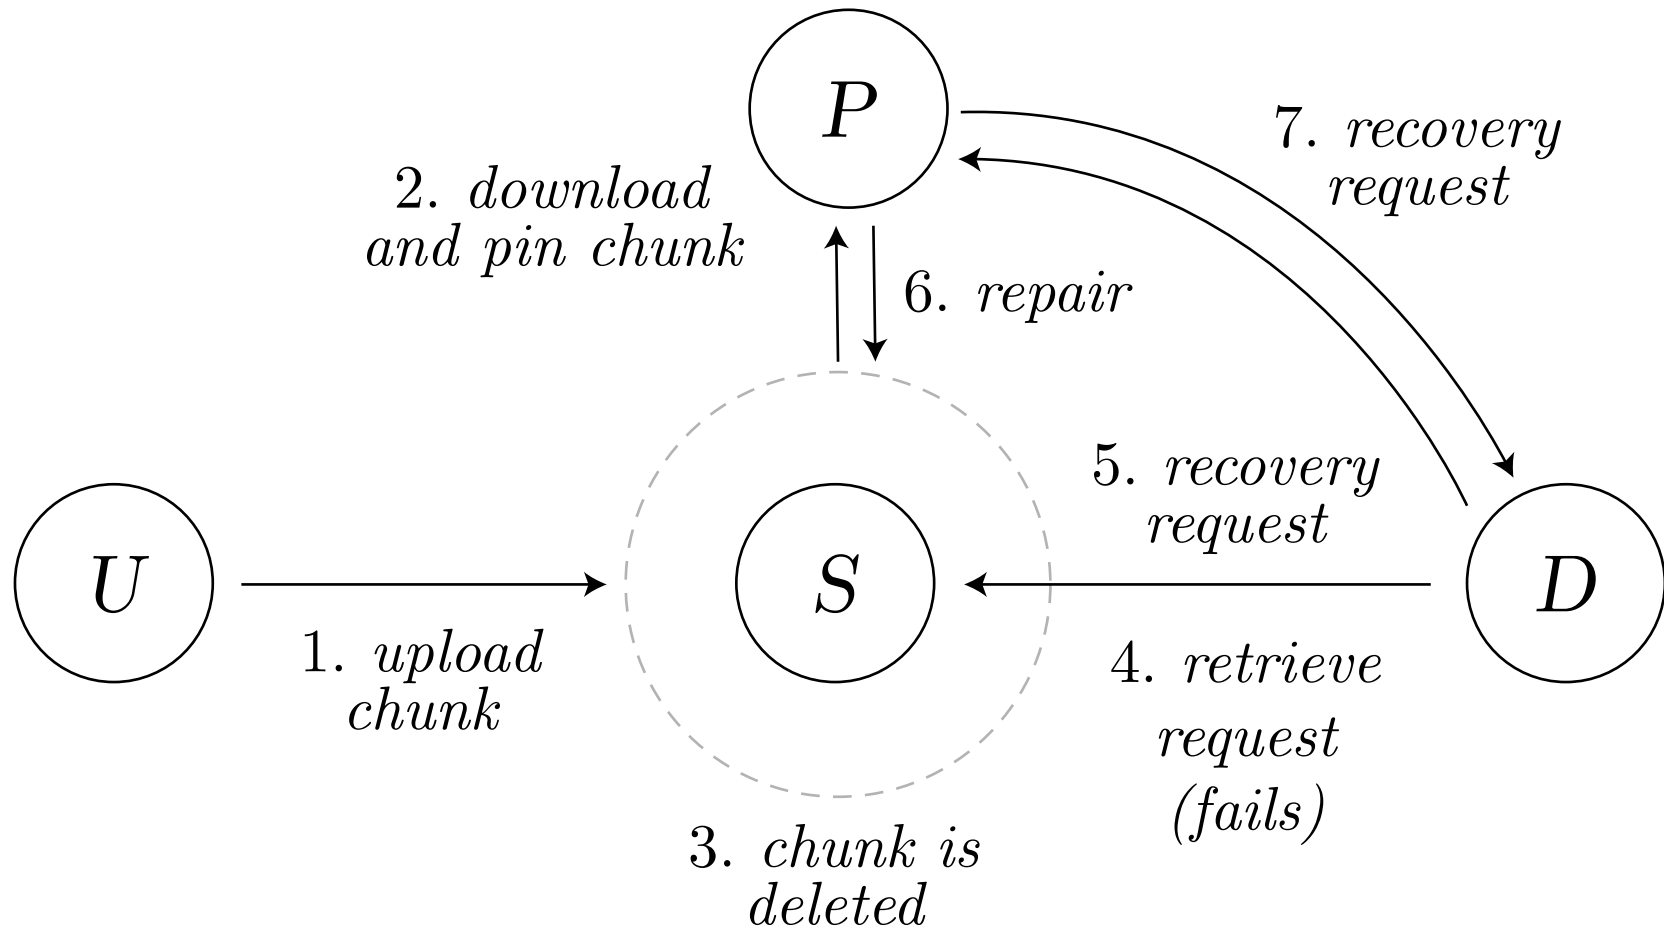 P
7. recovery
request
2. download
and pin chunk
6. repair
5. recovery
request
U
S
D
1. upload
chunk
4. retrieve
request
(fails)
3. chunk is
deleted